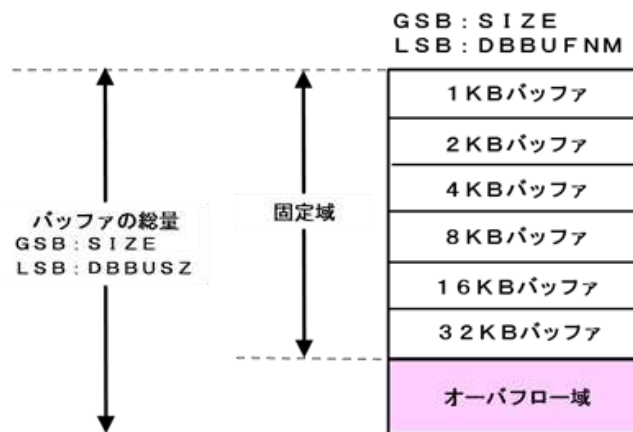 GSB:SIZE
LSB:DBBUFNM
1KBバッファ
2KBバッファ
4KBバッファ
8KBバッファ
16KBバッファ
32KBバッファ
オーバフロー域
固定域
バッファの総量
GSB:SIZE
LSB:DBBUSZ